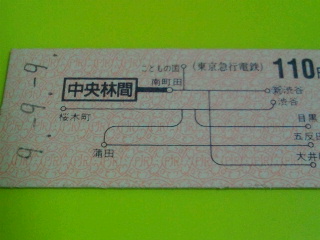 9.-9.-9
こどもの国 (東京急行電鉄) 110円
南町田
中央林間
新渋谷
渋谷
桜木町
目黒
五反田
蒲田
大井町